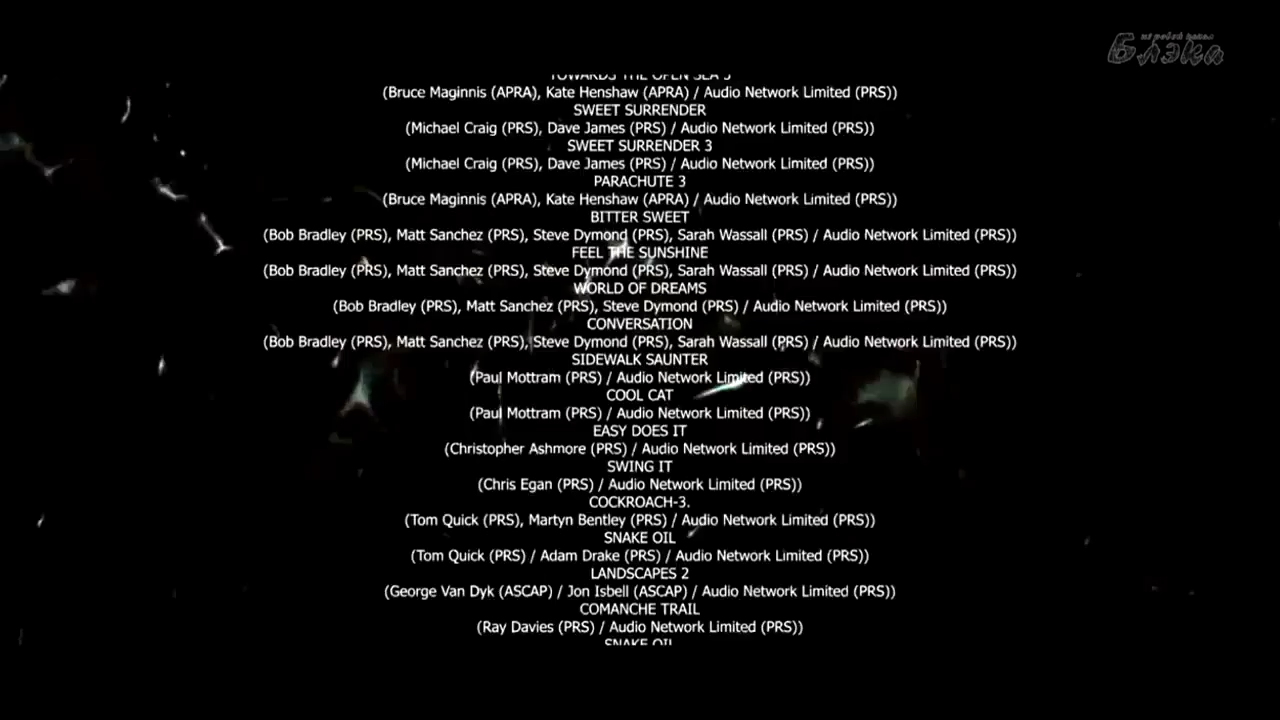 Блэка
TOWARDS THE OPEN SEA 3
(Bruce Maginnis (APRA), Kate Henshaw (APRA) / Audio Network Limited (PRS))
SWEET SURRENDER
(Michael Craig (PRS), Dave James (PRS) / Audio Network Limited (PRS))
SWEET SURRENDER 3
(Michael Craig (PRS), Dave James (PRS) / Audio Network Limited (PRS))
PARACHUTE 3
(Bruce Maginnis (APRA), Kate Henshaw (APRA) / Audio Network Limited (PRS))
BITTER SWEET
(Bob Bradley (PRS), Matt Sanchez (PRS), Steve Dymond (PRS), Sarah Wassall (PRS) / Audio Network Limited (PRS))
FEEL THE SUNSHINE
(Bob Bradley (PRS), Matt Sanchez (PRS), Steve Dymond (PRS), Sarah Wassall (PRS) / Audio Network Limited (PRS))
WORLD OF DREAMS
(Bob Bradley (PRS), Matt Sanchez (PRS), Steve Dymond (PRS) / Audio Network Limited (PRS))
CONVERSATION
(Bob Bradley (PRS), Matt Sanchez (PRS), Steve Dymond (PRS), Sarah Wassall (PRS) / Audio Network Limited (PRS))
SIDEWALK SAUNTER
(Paul Mottram (PRS) / Audio Network Limited (PRS))
COOL CAT
(Paul Mottram (PRS) / Audio Network Limited (PRS))
EASY DOES IT
(Christopher Ashmore (PRS) / Audio Network Limited (PRS))
SWING IT
(Chris Egan (PRS) / Audio Network Limited (PRS))
COCKROACH-3.
(Tom Quick (PRS), Martyn Bentley (PRS) / Audio Network Limited (PRS))
SNAKE OIL
(Tom Quick (PRS) / Adam Drake (PRS) / Audio Network Limited (PRS))
LANDSCAPES 2
(George Van Dyk (ASCAP) / Jon Isbell (ASCAP) / Audio Network Limited (PRS))
COMANCHE TRAIL
(Ray Davies (PRS) / Audio Network Limited (PRS))
SNAKE OIL